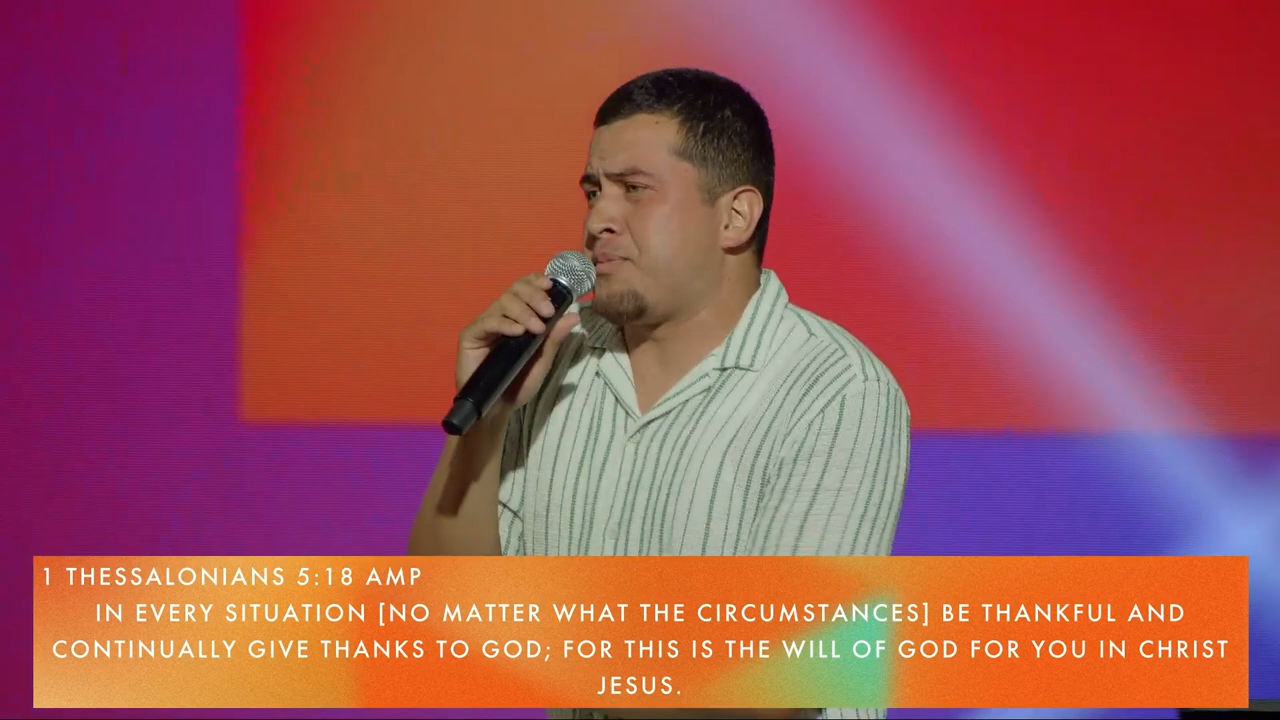 1 THESSALONIANS 5:18 AMP
IN EVERY SITUATION [NO MATTER WHAT THE CIRCUMSTANCES] BE THANKFUL AND
CONTINUALLY GIVE THANKS TO GOD; FOR THIS IS THE WILL OF GOD FOR YOU IN CHRIST
JESUS.